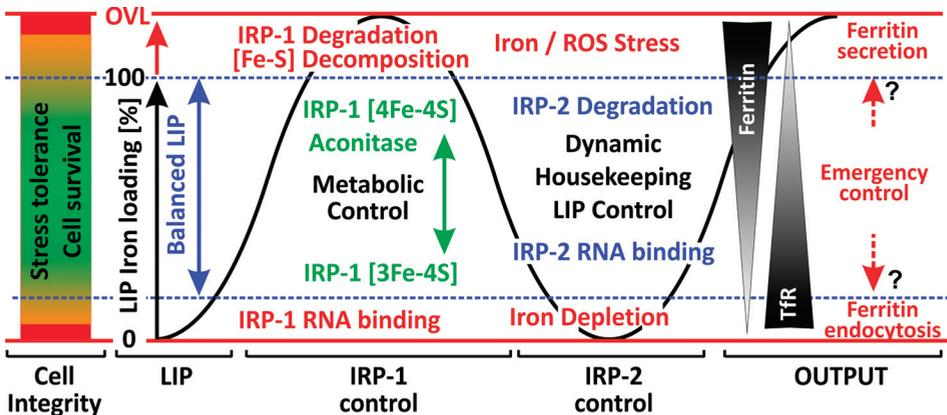 OVL
100
0
LIP Iron loading [%]
Stress tolerance
Cell survival
Balanced LIP
IRP-1 Degradation
[Fe-S] Decomposition
IRP-1 [4Fe-4S]
Aconitase
Metabolic
Control
IRP-1 [3Fe-4S]
IRP-1 RNA binding
Iron / ROS Stress
IRP-2 Degradation
Dynamic
Housekeeping
LIP Control
IRP-2 RNA binding
Iron Depletion
Ferritin
TfR
Ferritin
secretion
?
Emergency
control
?
Ferritin
endocytosis
Cell
Integrity
LIP
IRP-1
control
IRP-2
control
OUTPUT